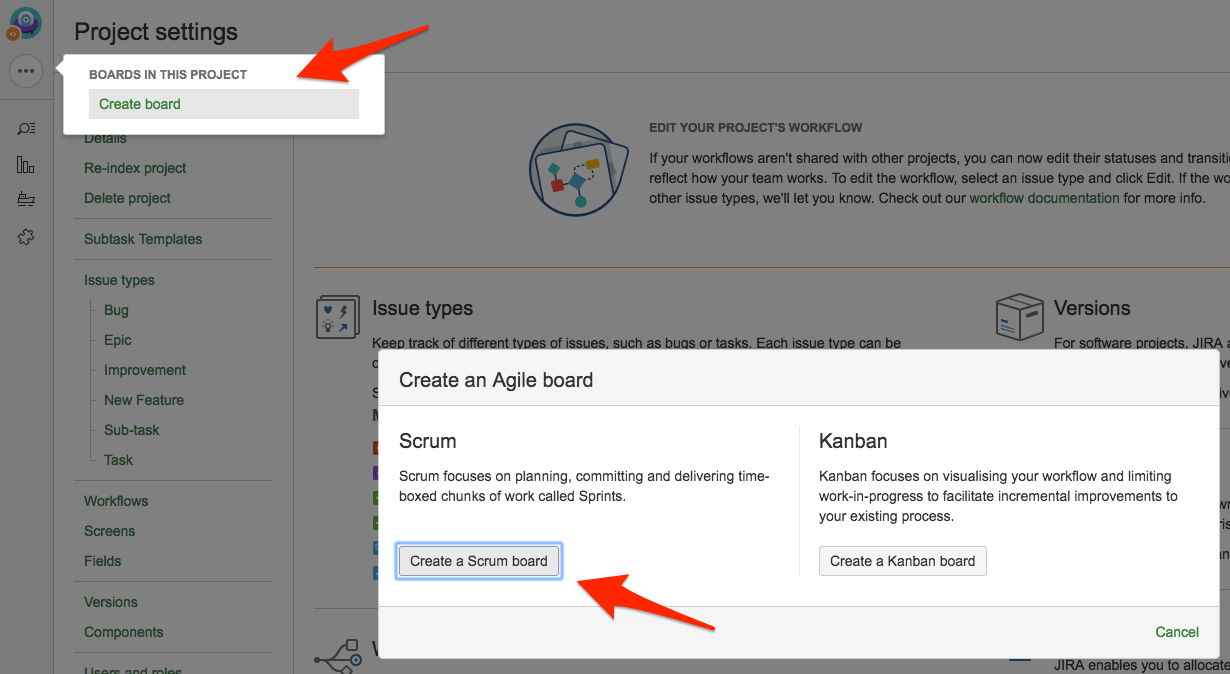 Project settings
BOARDS IN THIS PROJECT
Create board
Details
Re-index project
Delete project
Subtask Templates
Issue types
Bug
Epic
Improvement
New Feature
Sub-task
Task
Workflows
Screens
Fields
Versions
Components
Users and roles
EDIT YOUR PROJECT'S WORKFLOW
If your workflows aren't shared with other projects, you can now edit their statuses and transiti
reflect how your team works. To edit the workflow, select an issue type and click Edit. If the wo
other issue types, we'll let you know. Check out our workflow documentation for more info.
Issue types
Keep track of different types of issues, such as bugs or tasks. Each issue type can be
Versions
For software projects, JIRA a
Create an Agile board
Scrum
Scrum focuses on planning, committing and delivering time-
boxed chunks of work called Sprints.
Create a Scrum board
Kanban
Kanban focuses on visualising your workflow and limiting
work-in-progress to facilitate incremental improvements to
your existing process.
Create a Kanban board
Cancel
JIRA enables you to allocate